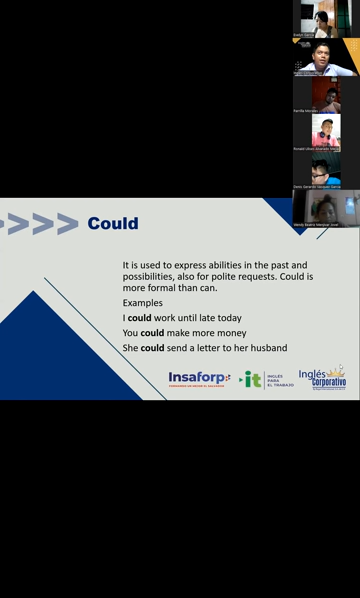 >>>> Could
It is used to express abilities in the past and
possibilities, also for polite requests. Could is
more formal than can.
Examples
I could work until late today
You could make more money
She could send a letter to her husband
Insaforp
it
INGLÉS
PARA
EL TRABAJO
Inglés
Corporativo